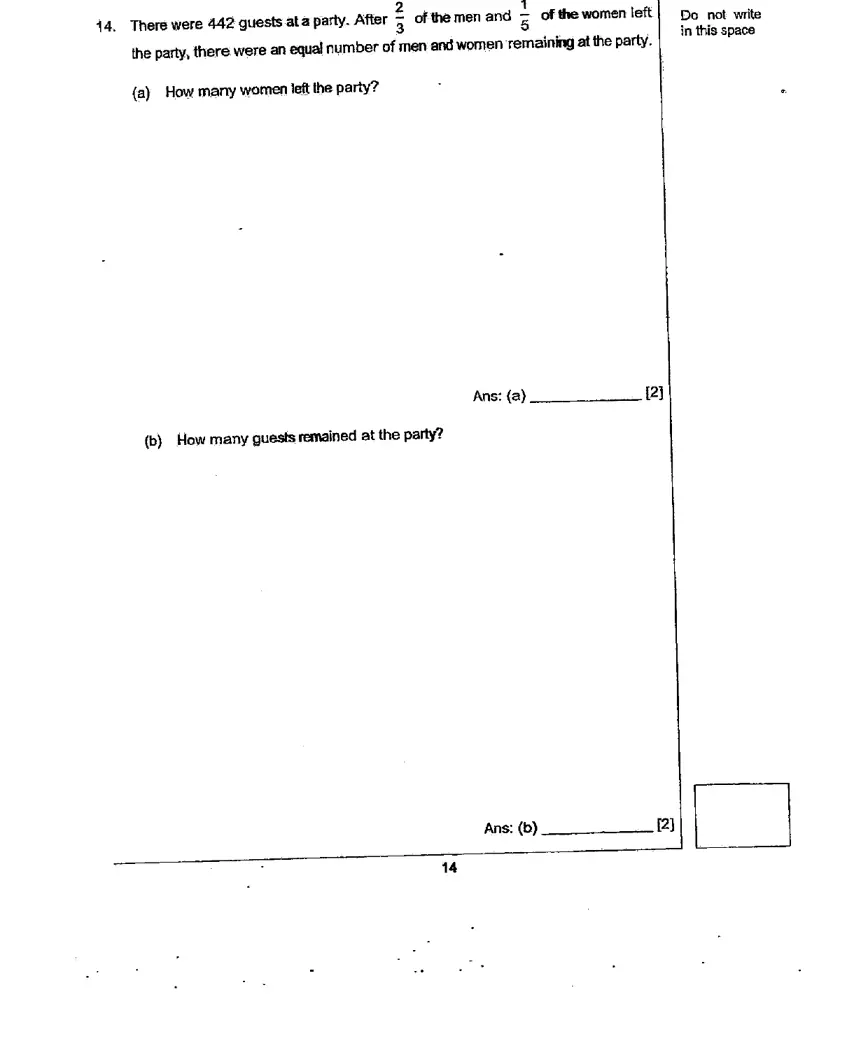 14. There were 442 guests at a party. After 2/3 of the men and 1/5 of the women left
the party, there were an equal number of men and women remaining at the party.
Do not write
in this space
(a) How many women left the party?
Ans: (a) ____________ [2]
(b) How many guests remained at the party?
Ans: (b) ____________ [2]
14